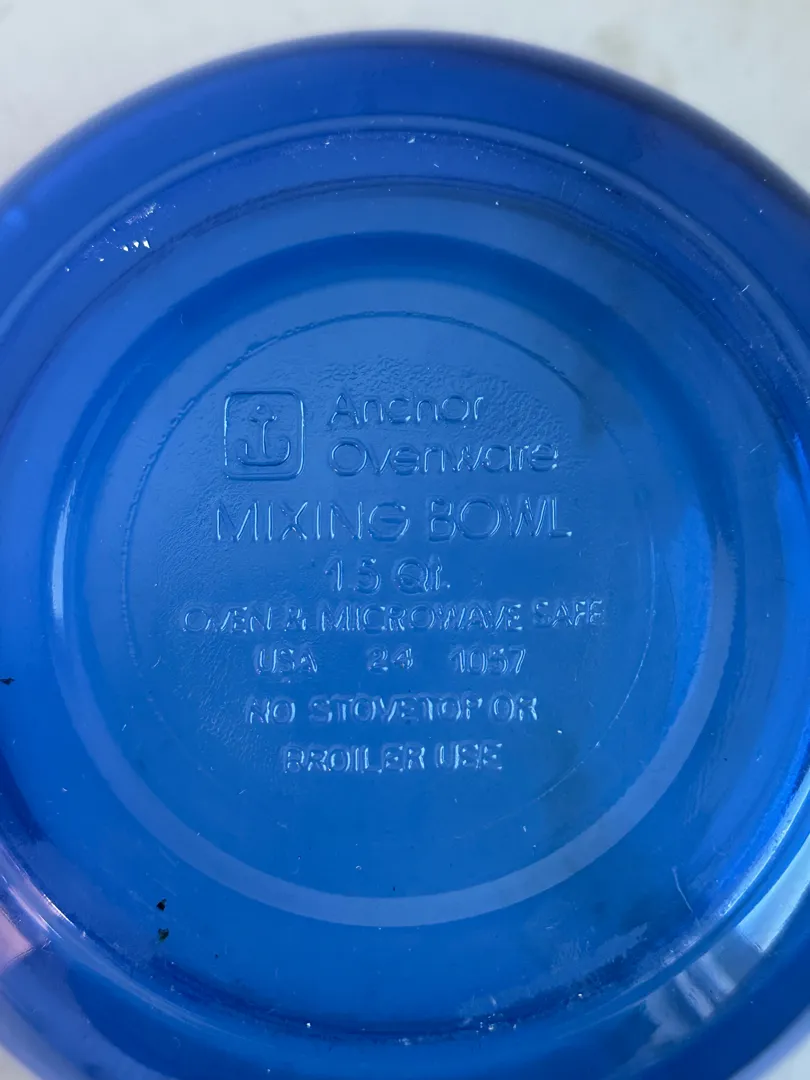 Anchor
Ovenware
MIXING BOWL
1.5 Qt.
OVEN & MICROWAVE SAFE
USA 24 1057
NO STOVETOP OR
BROILER USE